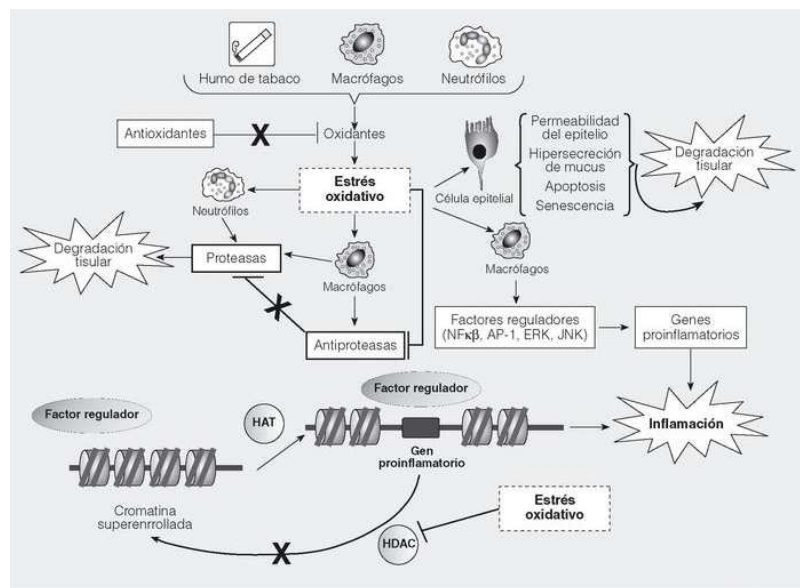 Humo de tabaco
Macrófagos
Neutrófilos
Antioxidantes
X
Oxidantes
Estrés
oxidativo
Neutrófilos
Célula epitelial
Permeabilidad
del epitelio
Hipersecreción
de mucus
Apoptosis
Senescencia
Degradación
tisular
Degradación
tisular
Proteasas
Macrófagos
Macrófagos
X
Antiproteasas
Factores reguladores
(NFκβ, AP-1, ERK, JNK)
Genes
proinflamatorios
Factor regulador
Factor regulador
HAT
Gen
proinflamatorio
Inflamación
Cromatina
superenrrollada
X
HDAC
Estrés
oxidativo